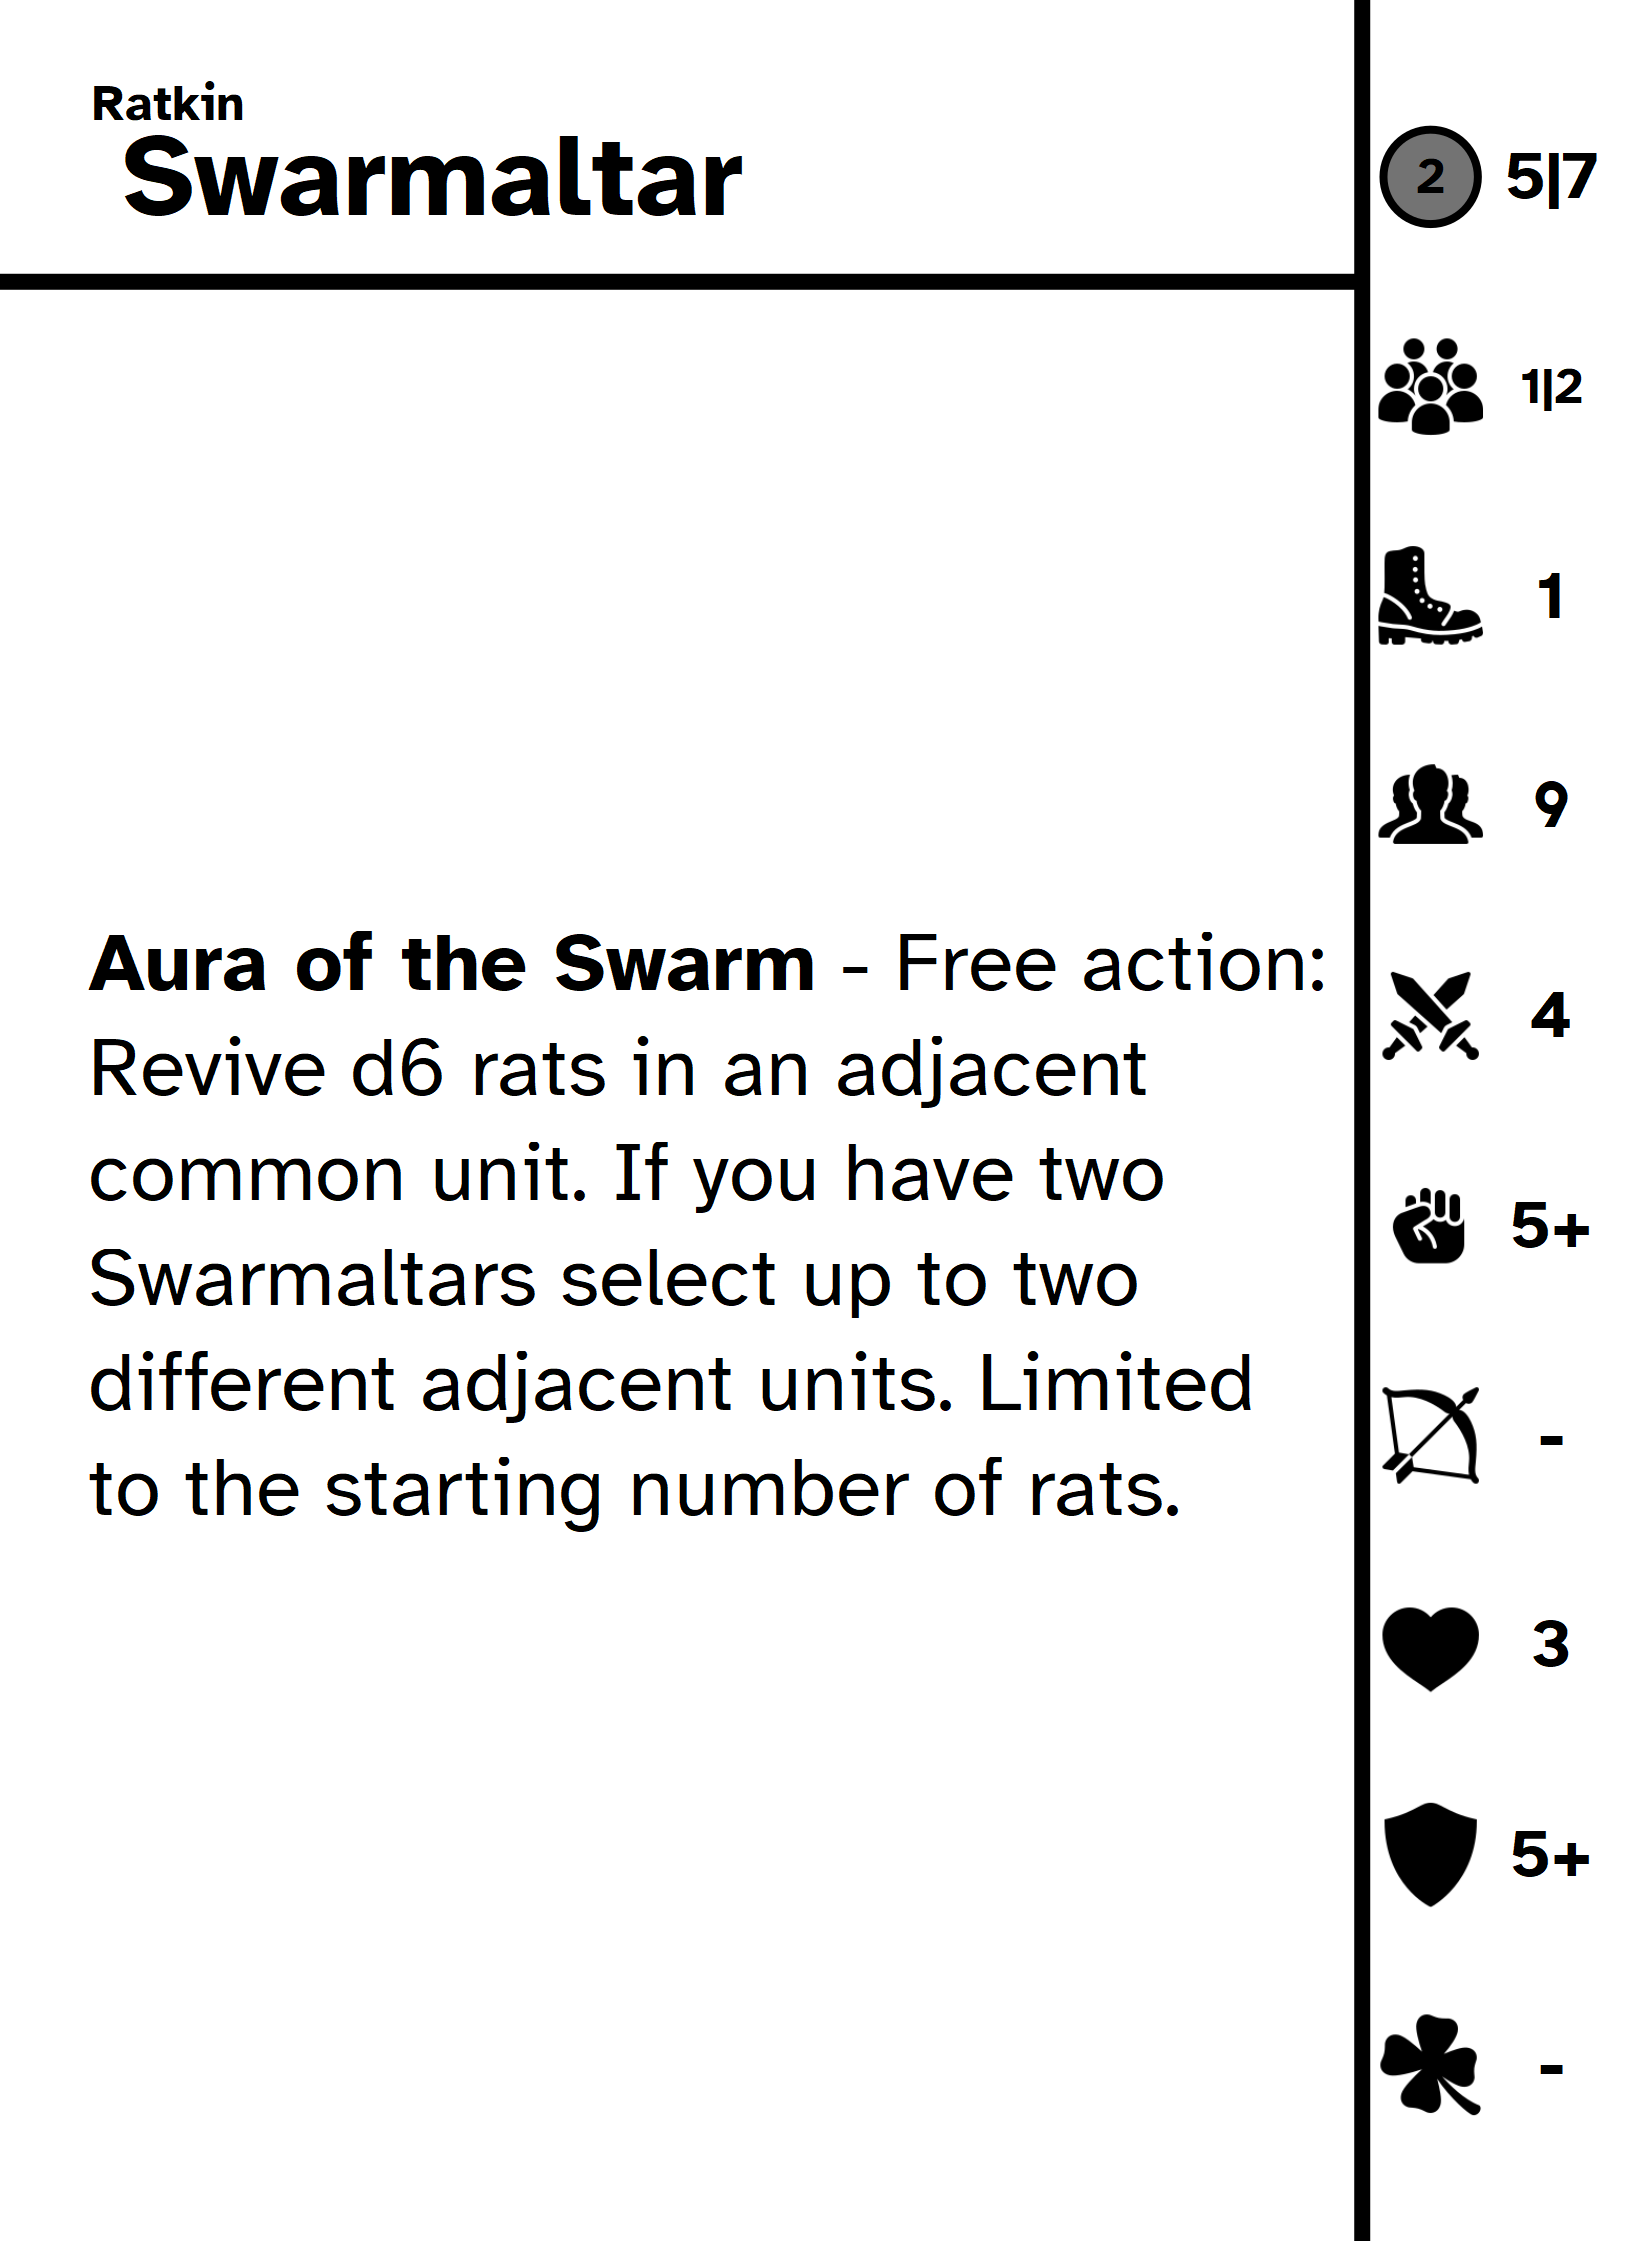 Ratkin
Swarmaltar
Aura of the Swarm - Free action:
Revive d6 rats in an adjacent
common unit. If you have two
Swarmaltars select up to two
different adjacent units. Limited
to the starting number of rats.
2 5|7
1|2
1
9
4
5+
-
3
5+
-